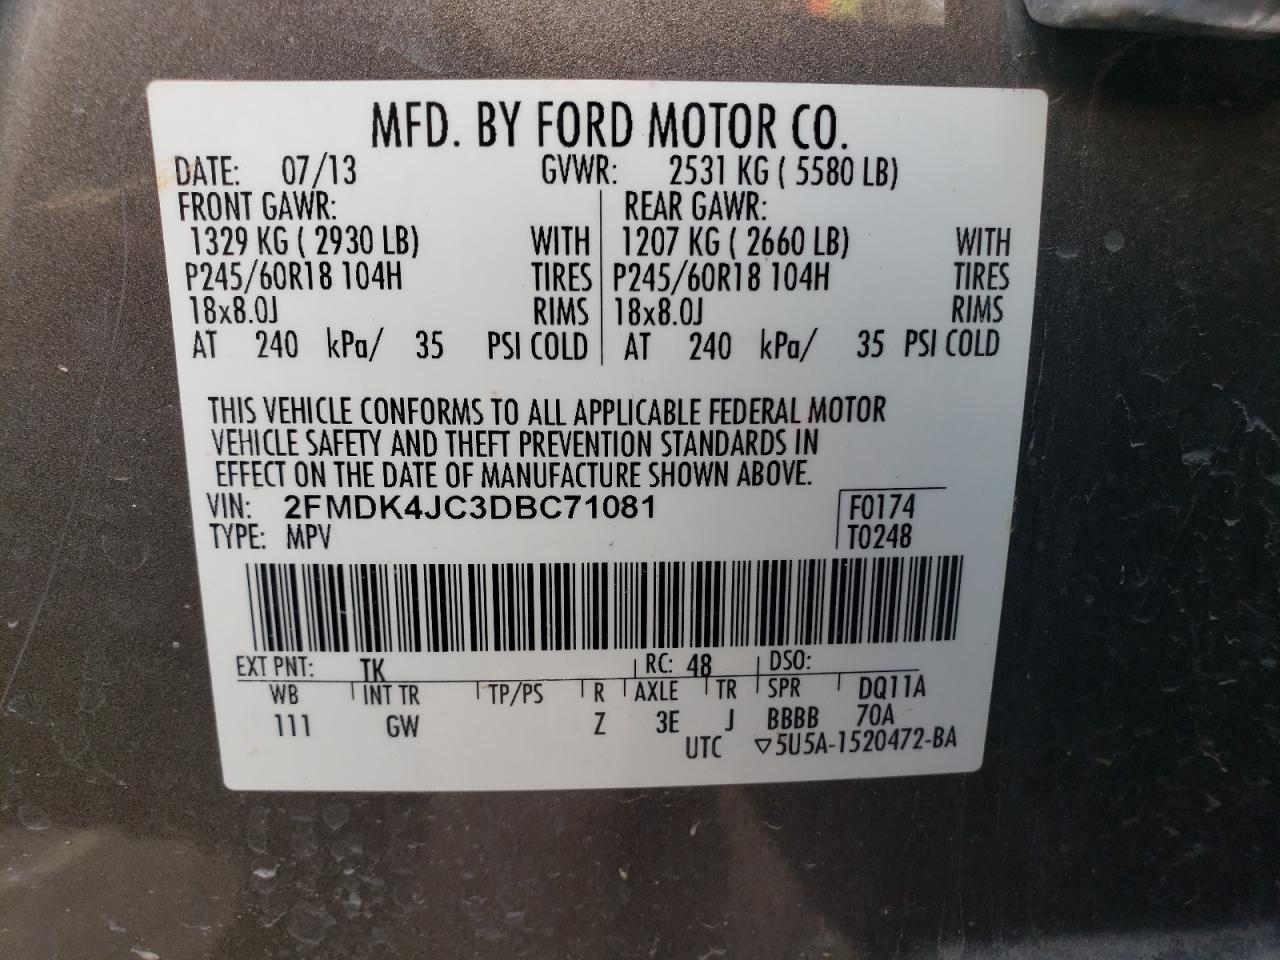 MFD. BY FORD MOTOR CO.
DATE: 07/13 GVWR: 2531 KG ( 5580 LB)
FRONT GAWR: REAR GAWR:
1329 KG ( 2930 LB) WITH 1207 KG ( 2660 LB) WITH
P245/60R18 104H TIRES P245/60R18 104H TIRES
18x8.0J RIMS 18x8.0J RIMS
AT 240 kPa/ 35 PSI COLD AT 240 kPa/ 35 PSI COLD
THIS VEHICLE CONFORMS TO ALL APPLICABLE FEDERAL MOTOR
VEHICLE SAFETY AND THEFT PREVENTION STANDARDS IN
EFFECT ON THE DATE OF MANUFACTURE SHOWN ABOVE.
VIN: 2FMDK4JC3DBC71081 F0174
TYPE: MPV T0248
EXT PNT: TK RC: 48 DSO:
WB INT TR TP/PS R AXLE TR SPR DQ11A
111 GW Z 3E J BBBB 70A
UTC ▽5U5A-1520472-BA